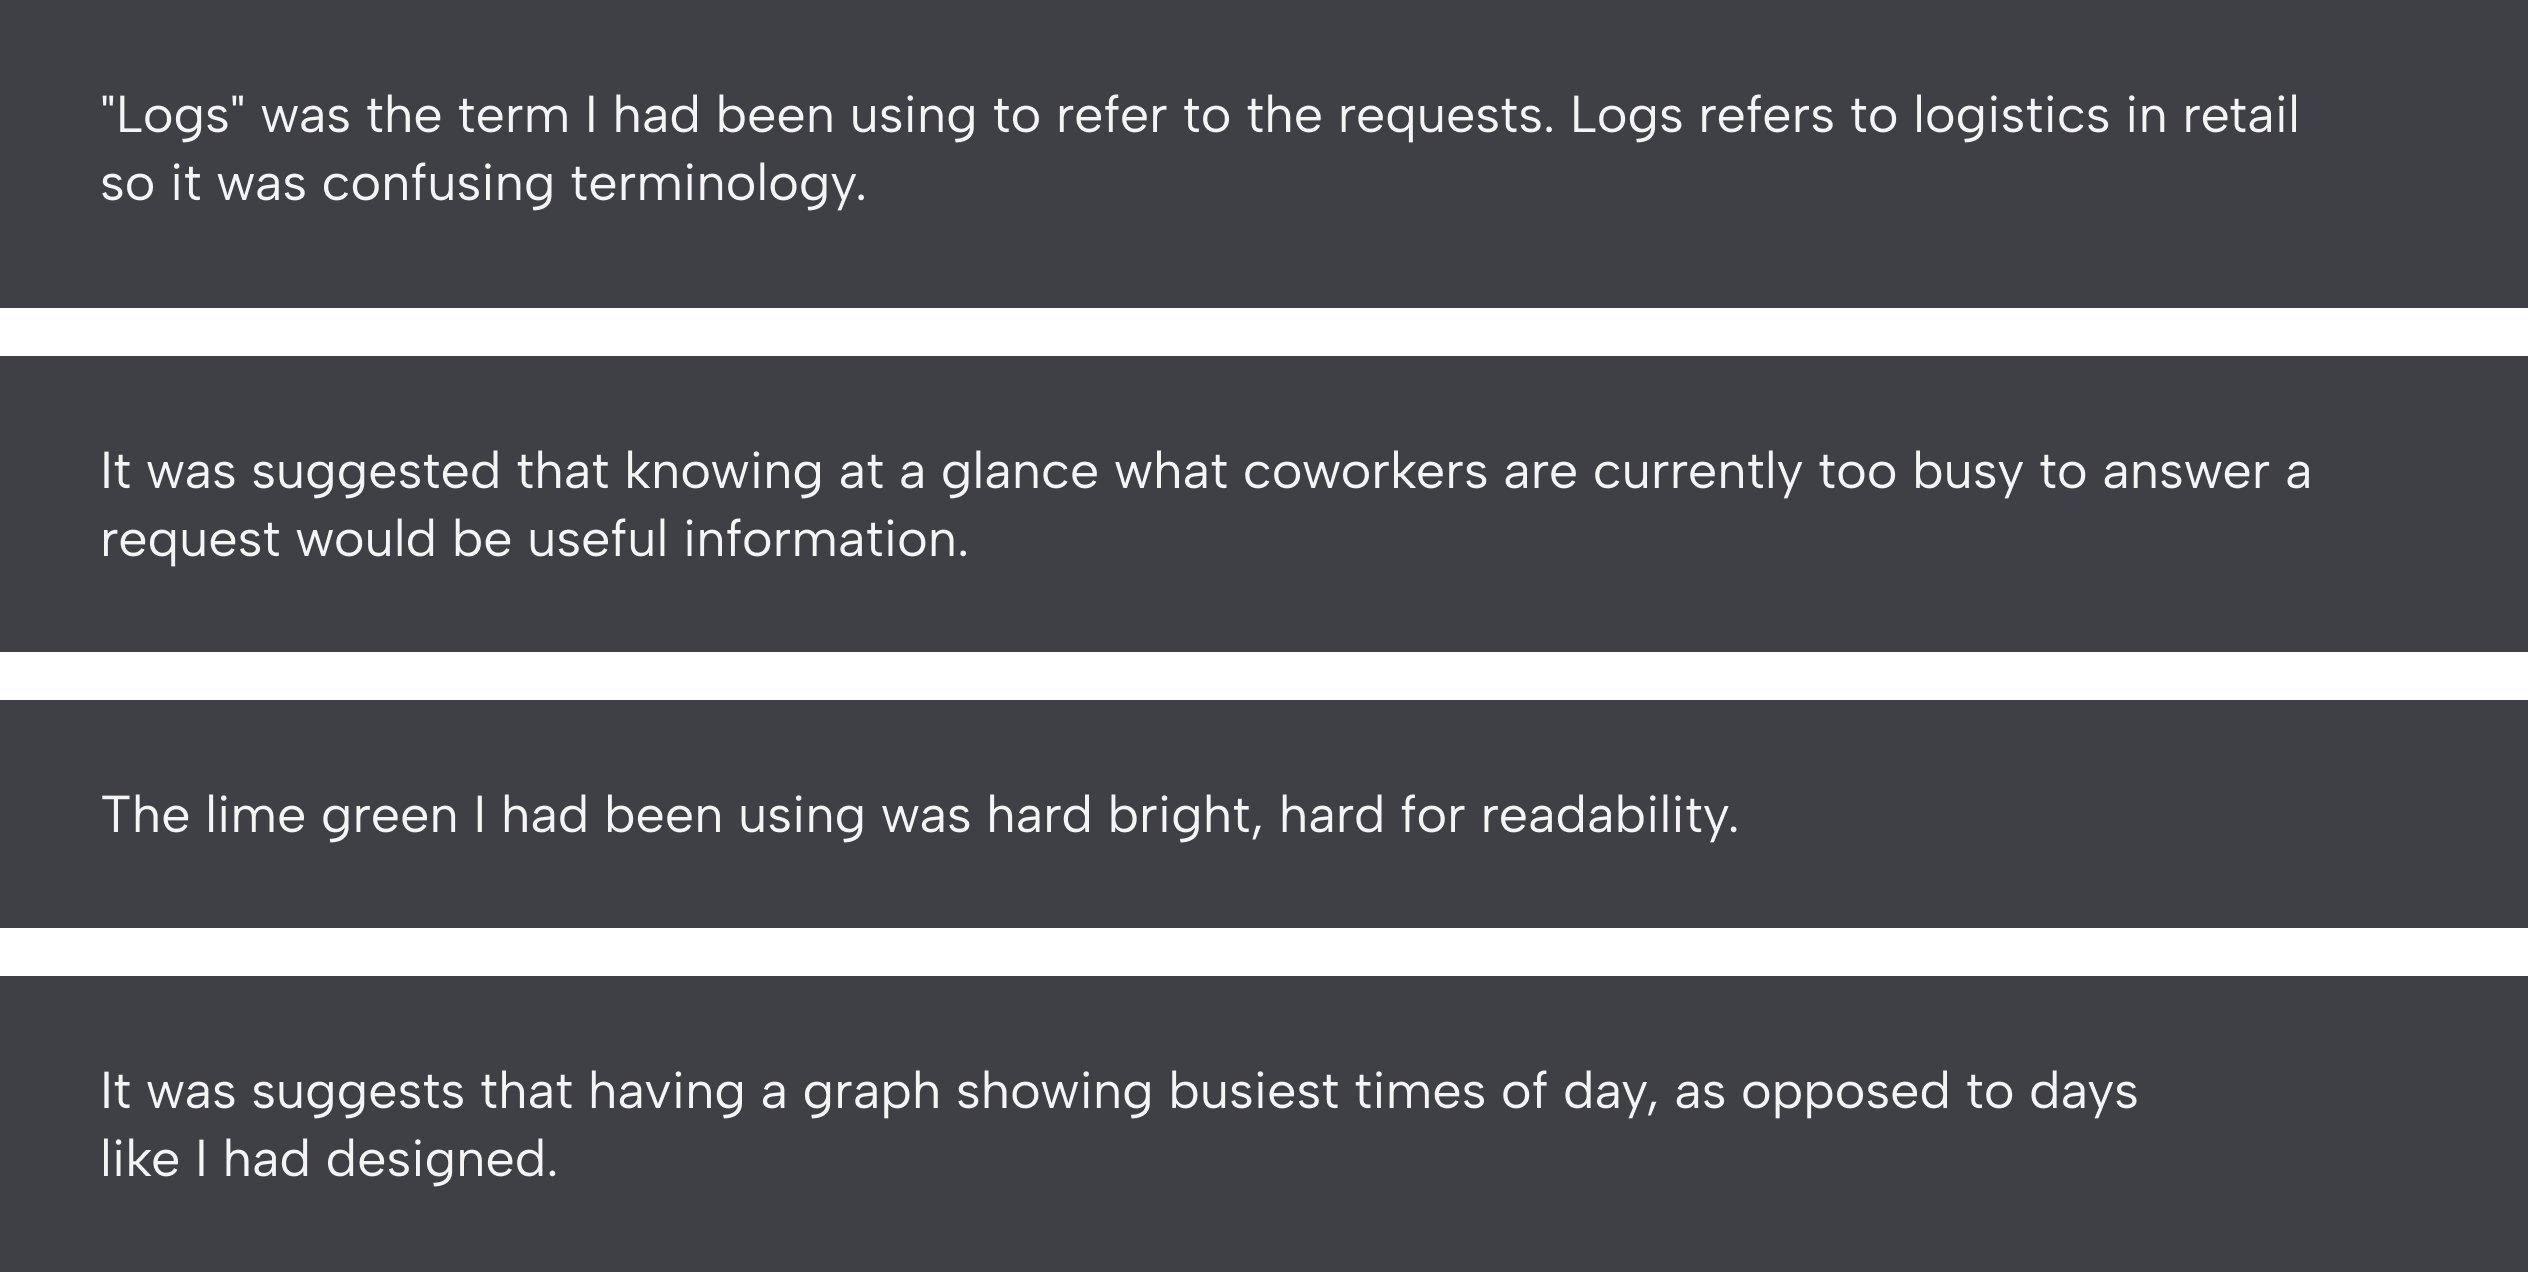 "Logs" was the term I had been using to refer to the requests. Logs refers to logistics in retail
so it was confusing terminology.
It was suggested that knowing at a glance what coworkers are currently too busy to answer a
request would be useful information.
The lime green I had been using was hard bright, hard for readability.
It was suggests that having a graph showing busiest times of day, as opposed to days
like I had designed.